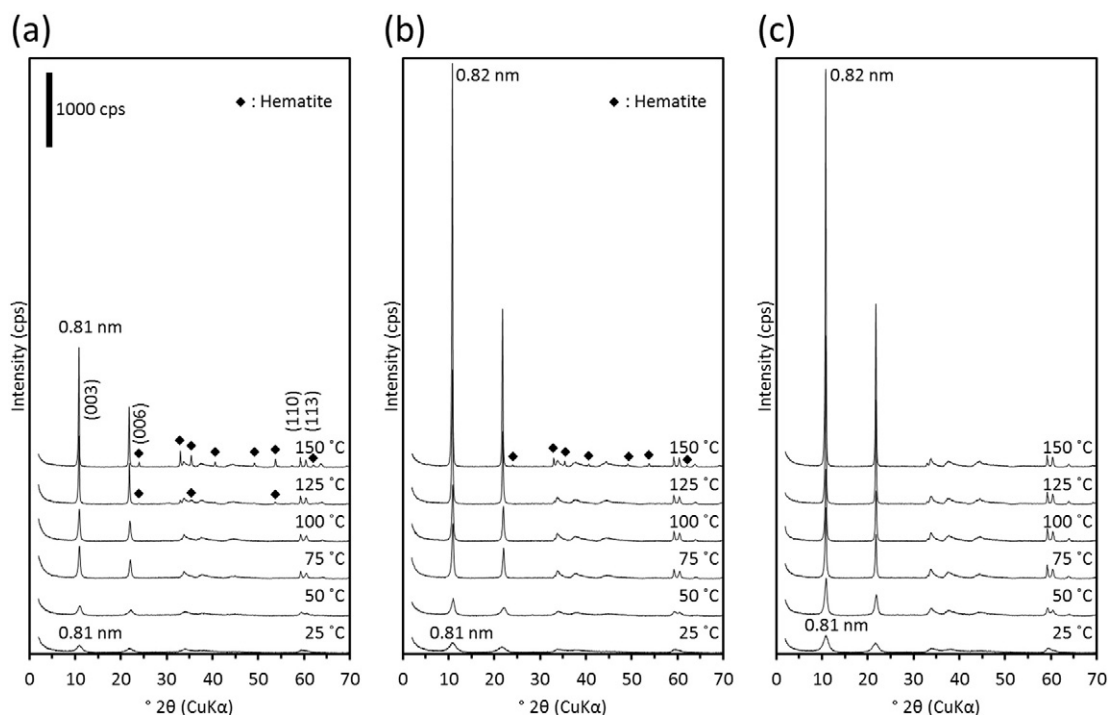 (a)
1000 cps
◆ : Hematite
0.81 nm
(003)
(006)
(110)
(113)
150 ˚C
125 ˚C
100 ˚C
75 ˚C
50 ˚C
0.81 nm
25 ˚C
Intensity (cps)
0 10 20 30 40 50 60 70
° 2θ (CuKα)
(b)
0.82 nm
◆ : Hematite
150 ˚C
125 ˚C
100 ˚C
75 ˚C
50 ˚C
0.81 nm
25 ˚C
Intensity (cps)
0 10 20 30 40 50 60 70
° 2θ (CuKα)
(c)
0.82 nm
150 ˚C
125 ˚C
100 ˚C
75 ˚C
50 ˚C
0.81 nm
25 ˚C
Intensity (cps)
0 10 20 30 40 50 60 70
° 2θ (CuKα)